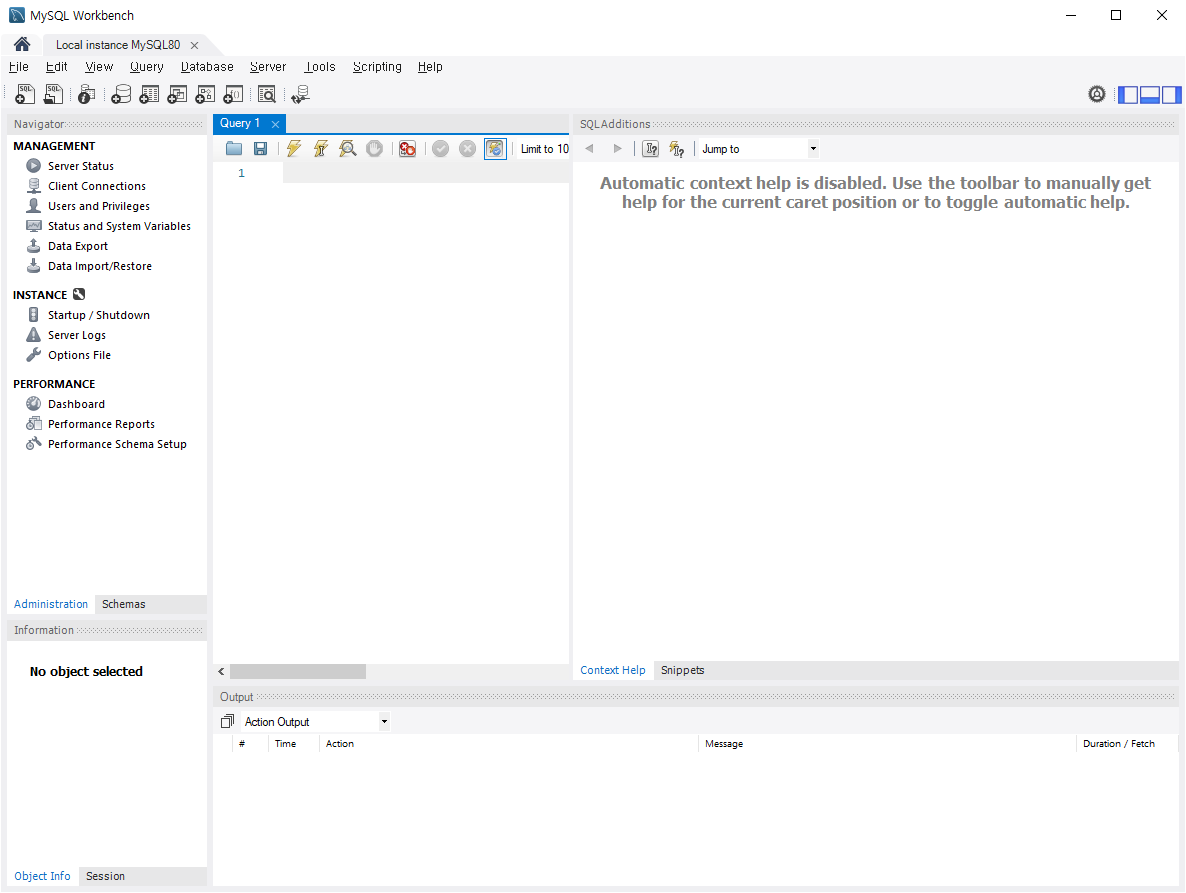 MySQL Workbench
Local instance MySQL80
File Edit View Query Database Server Tools Scripting Help
Navigator
MANAGEMENT
Server Status
Client Connections
Users and Privileges
Status and System Variables
Data Export
Data Import/Restore
INSTANCE
Startup / Shutdown
Server Logs
Options File
PERFORMANCE
Dashboard
Performance Reports
Performance Schema Setup
Administration Schemas
Information
No object selected
Object Info Session
Query 1
Limit to 10
1
SQLAdditions
Jump to
Automatic context help is disabled. Use the toolbar to manually get
help for the current caret position or to toggle automatic help.
Context Help Snippets
Output
Action Output
# Time Action Message Duration / Fetch